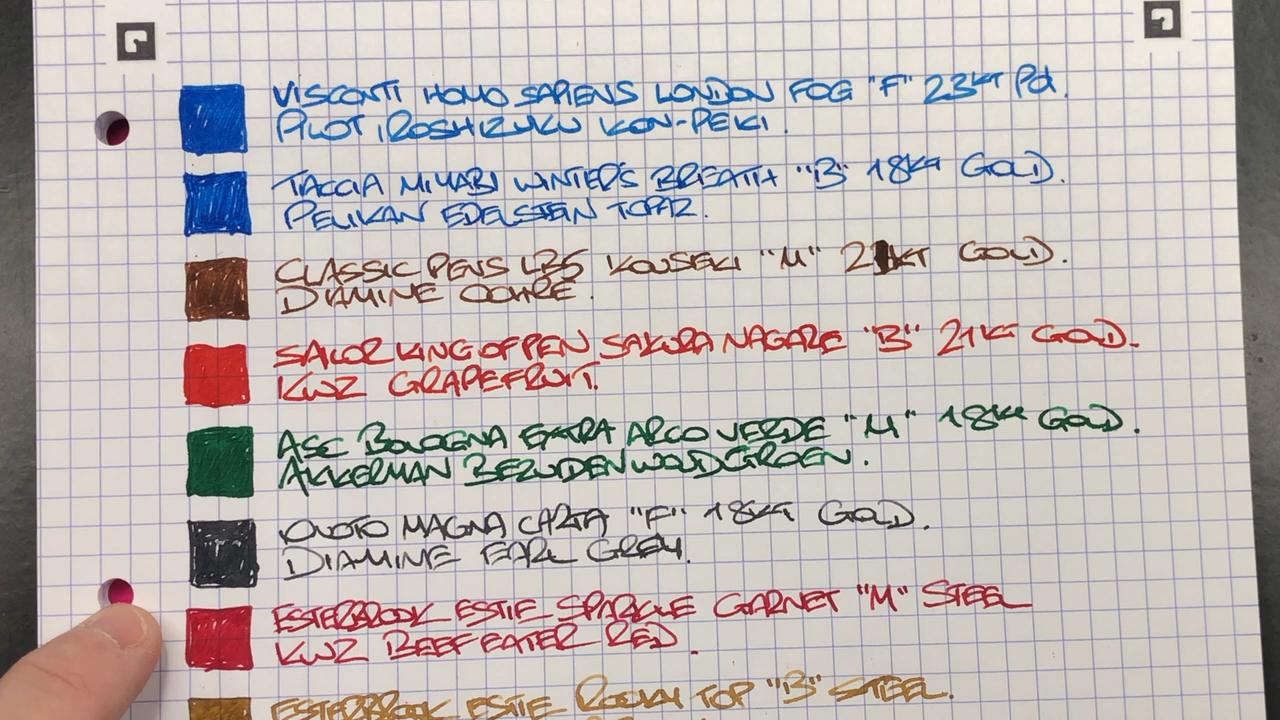 VISCONTI HOMO SAPIENS LONDON FOG "F" 23KT Pd.
PILOT IROSHIZUKU KON-PEKI.
TACCIA MIYABI WINTER'S BREATH "B" 18KT GOLD.
PELIKAN EDELSTEIN TOPAZ.
CLASSIC PENS LB5 KOUSEKI "M" 21KT GOLD.
DIAMINE OCHRE.
SAILOR KING OF PEN SAKURA NAGARE "B" 21KT GOLD.
KWZ GRAPEFRUIT.
ASC BOLOGNA EXTRA ARCO VERDE "M" 18KT GOLD.
AKKERMAN BEZUIDENWOUDGROEN.
ONOTO MAGNA CARTA "F" 18KT GOLD.
DIAMINE EARL GREY.
ESTERBROOK ESTIE SPARKLE GARNET "M" STEEL
KWZ BEEFEATER RED.
ESTERBROOK ESTIE ROCKY TOP "B" STEEL.